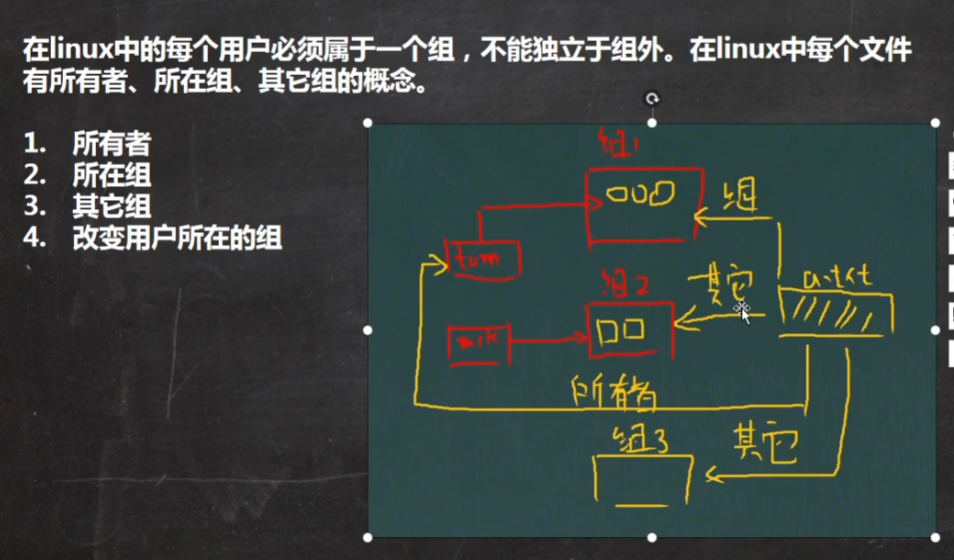 在linux中的每个用户必须属于一个组，不能独立于组外。在linux中每个文件
有所有者、所在组、其它组的概念。
1. 所有者
2. 所在组
3. 其它组
4. 改变用户所在的组
组1
组
tom
组2
其它
a.txt
所有者
组3
其它